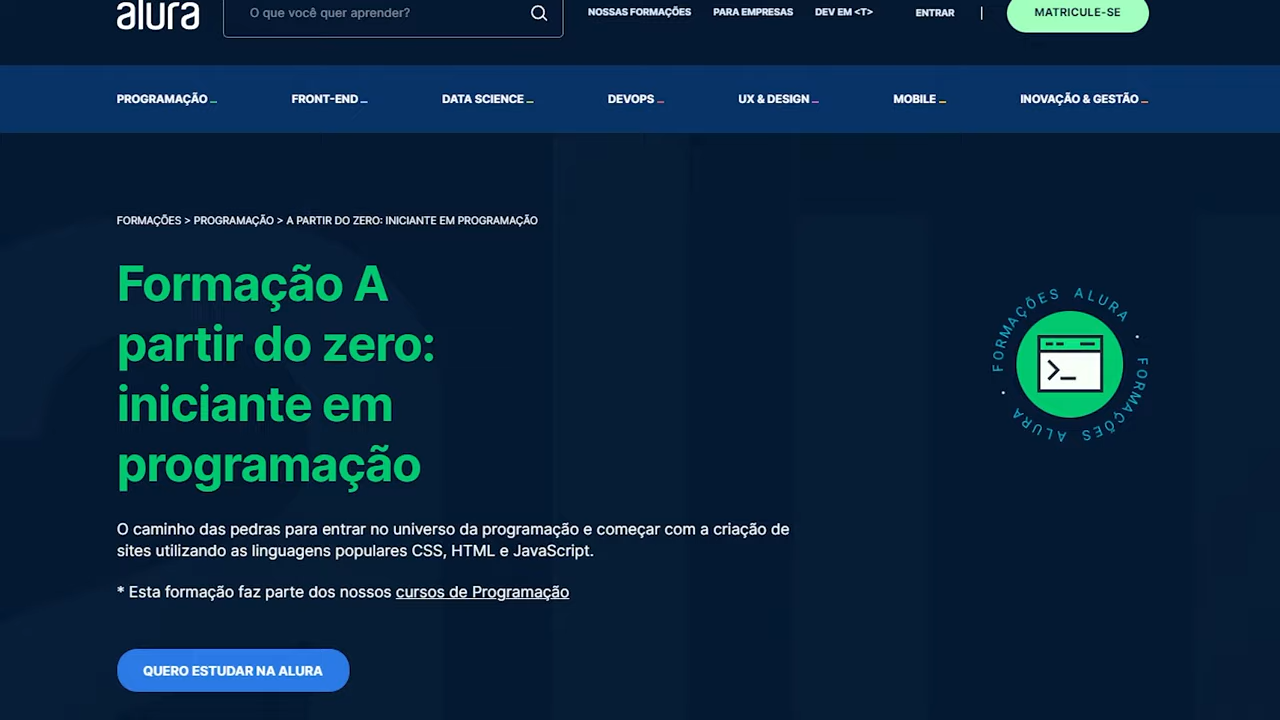 alura
O que você quer aprender?
NOSSAS FORMAÇÕES
PARA EMPRESAS
DEV EM <T>
ENTRAR
|
MATRICULE-SE
PROGRAMAÇÃO _
FRONT-END _
DATA SCIENCE _
DEVOPS _
UX & DESIGN _
MOBILE _
INOVAÇÃO & GESTÃO _
FORMAÇÕES > PROGRAMAÇÃO > A PARTIR DO ZERO: INICIANTE EM PROGRAMAÇÃO
Formação A
partir do zero:
iniciante em
programação
FORMAÇÕES ALURA · FORMAÇÕES ALURA ·
>_
O caminho das pedras para entrar no universo da programação e começar com a criação de
sites utilizando as linguagens populares CSS, HTML e JavaScript.
* Esta formação faz parte dos nossos cursos de Programação
QUERO ESTUDAR NA ALURA